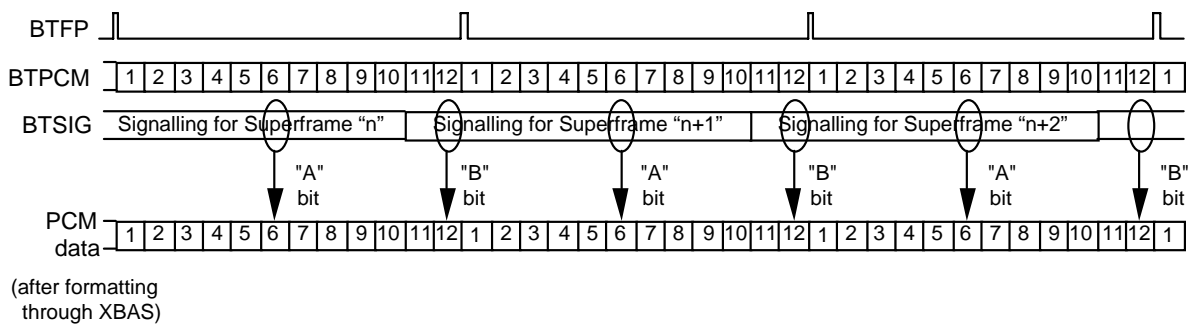 BTFP
BTPCM 1 2 3 4 5 6 7 8 9 10 11 12 1 2 3 4 5 6 7 8 9 10 11 12 1 2 3 4 5 6 7 8 9 10 11 12 1
BTSIG Signalling for Superframe “n” Signalling for Superframe “n+1” Signalling for Superframe “n+2”
"A" "B" "A" "B" "A" "B"
bit bit bit bit bit bit
PCM
data 1 2 3 4 5 6 7 8 9 10 11 12 1 2 3 4 5 6 7 8 9 10 11 12 1 2 3 4 5 6 7 8 9 10 11 12 1
(after formatting
through XBAS)